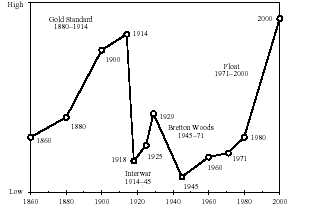 High
Gold Standard
1880–1914
1914
2000
1900
Float
1971–2000
1929
1880
Bretton Woods
1945–71
1860
1980
1918
1925
1971
1960
Interwar
1914–45
1945
Low
1860 1880 1900 1920 1940 1960 1980 2000